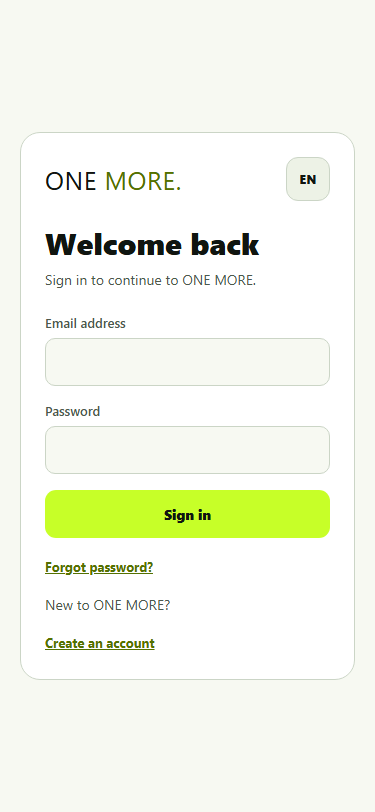 ONE MORE.
EN
Welcome back
Sign in to continue to ONE MORE.
Email address
Password
Sign in
Forgot password?
New to ONE MORE?
Create an account